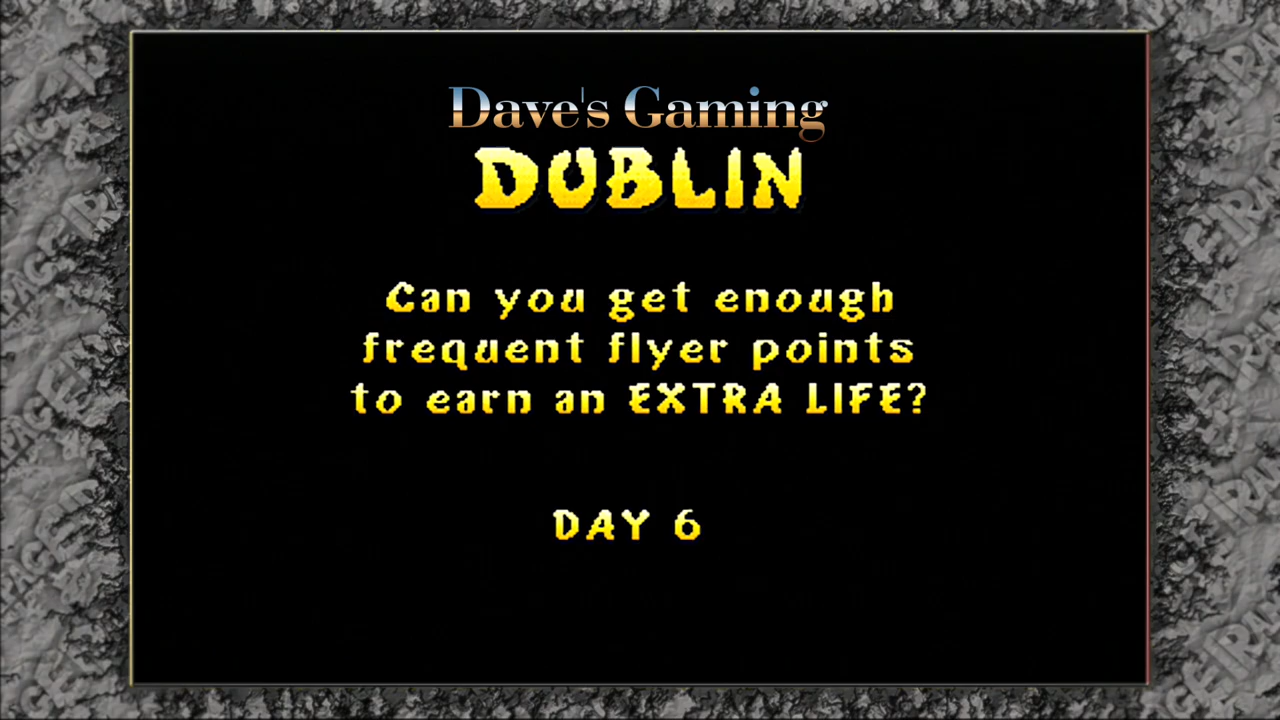 Dave's Gaming
DUBLIN
Can you get enough
frequent flyer points
to earn an EXTRA LIFE?
DAY 6